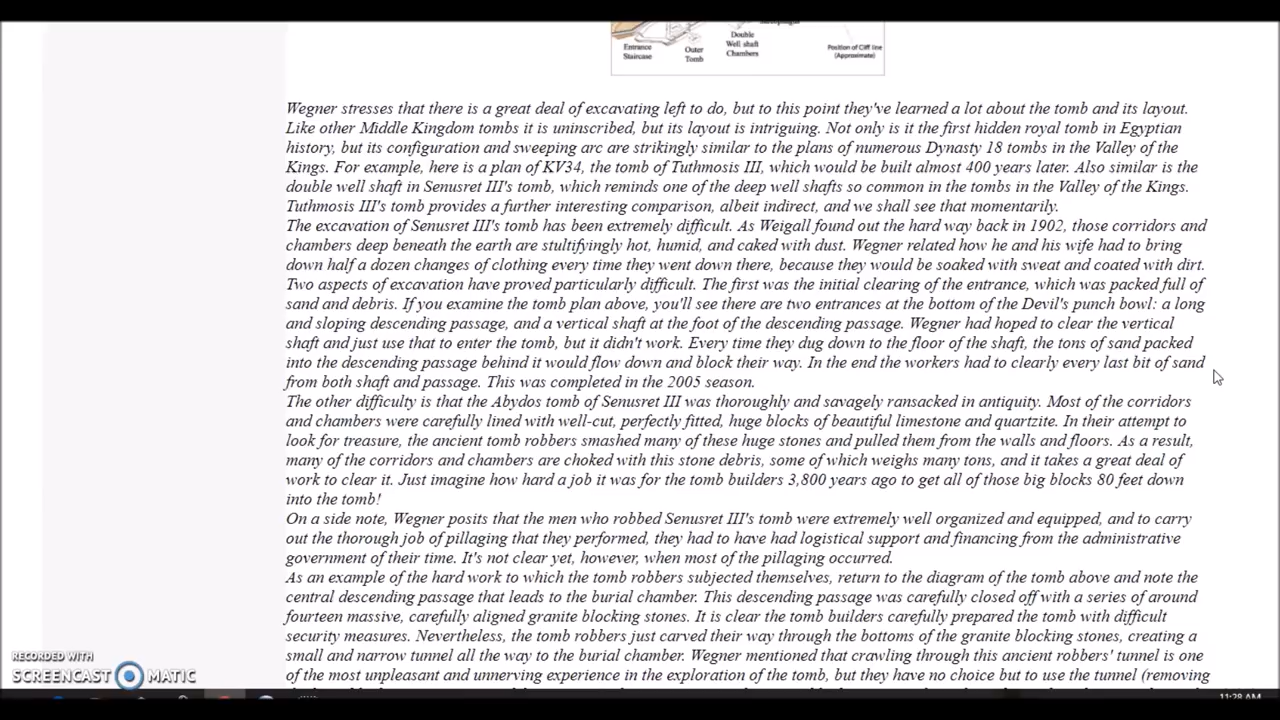 Entrance
Staircase
Outer
Tomb
Double
Well shaft
Chambers
Position of Cliff line
(Approximate)
Wegner stresses that there is a great deal of excavating left to do, but to this point they've learned a lot about the tomb and its layout.
Like other Middle Kingdom tombs it is uninscribed, but its layout is intriguing. Not only is it the first hidden royal tomb in Egyptian
history, but its configuration and sweeping arc are strikingly similar to the plans of numerous Dynasty 18 tombs in the Valley of the
Kings. For example, here is a plan of KV34, the tomb of Tuthmosis III, which would be built almost 400 years later. Also similar is the
double well shaft in Senusret III's tomb, which reminds one of the deep well shafts so common in the tombs in the Valley of the Kings.
Tuthmosis III's tomb provides a further interesting comparison, albeit indirect, and we shall see that momentarily.
The excavation of Senusret III's tomb has been extremely difficult. As Weigall found out the hard way back in 1902, those corridors and
chambers deep beneath the earth are stultifyingly hot, humid, and caked with dust. Wegner related how he and his wife had to bring
down half a dozen changes of clothing every time they went down there, because they would be soaked with sweat and coated with dirt.
Two aspects of excavation have proved particularly difficult. The first was the initial clearing of the entrance, which was packed full of
sand and debris. If you examine the tomb plan above, you'll see there are two entrances at the bottom of the Devil's punch bowl: a long
and sloping descending passage, and a vertical shaft at the foot of the descending passage. Wegner had hoped to clear the vertical
shaft and just use that to enter the tomb, but it didn't work. Every time they dug down to the floor of the shaft, the tons of sand packed
into the descending passage behind it would flow down and block their way. In the end the workers had to clearly every last bit of sand
from both shaft and passage. This was completed in the 2005 season.
The other difficulty is that the Abydos tomb of Senusret III was thoroughly and savagely ransacked in antiquity. Most of the corridors
and chambers were carefully lined with well-cut, perfectly fitted, huge blocks of beautiful limestone and quartzite. In their attempt to
look for treasure, the ancient tomb robbers smashed many of these huge stones and pulled them from the walls and floors. As a result,
many of the corridors and chambers are choked with this stone debris, some of which weighs many tons, and it takes a great deal of
work to clear it. Just imagine how hard a job it was for the tomb builders 3,800 years ago to get all of those big blocks 80 feet down
into the tomb!
On a side note, Wegner posits that the men who robbed Senusret III's tomb were extremely well organized and equipped, and to carry
out the thorough job of pillaging that they performed, they had to have had logistical support and financing from the administrative
government of their time. It's not clear yet, however, when most of the pillaging occurred.
As an example of the hard work to which the tomb robbers subjected themselves, return to the diagram of the tomb above and note the
central descending passage that leads to the burial chamber. This descending passage was carefully closed off with a series of around
fourteen massive, carefully aligned granite blocking stones. It is clear the tomb builders carefully prepared the tomb with difficult
security measures. Nevertheless, the tomb robbers just carved their way through the bottoms of the granite blocking stones, creating a
small and narrow tunnel all the way to the burial chamber. Wegner mentioned that crawling through this ancient robbers' tunnel is one
of the most unpleasant and unnerving experience in the exploration of the tomb, but they have no choice but to use the tunnel (removing
RECORDED WITH
SCREENCAST MATIC
11:28 AM